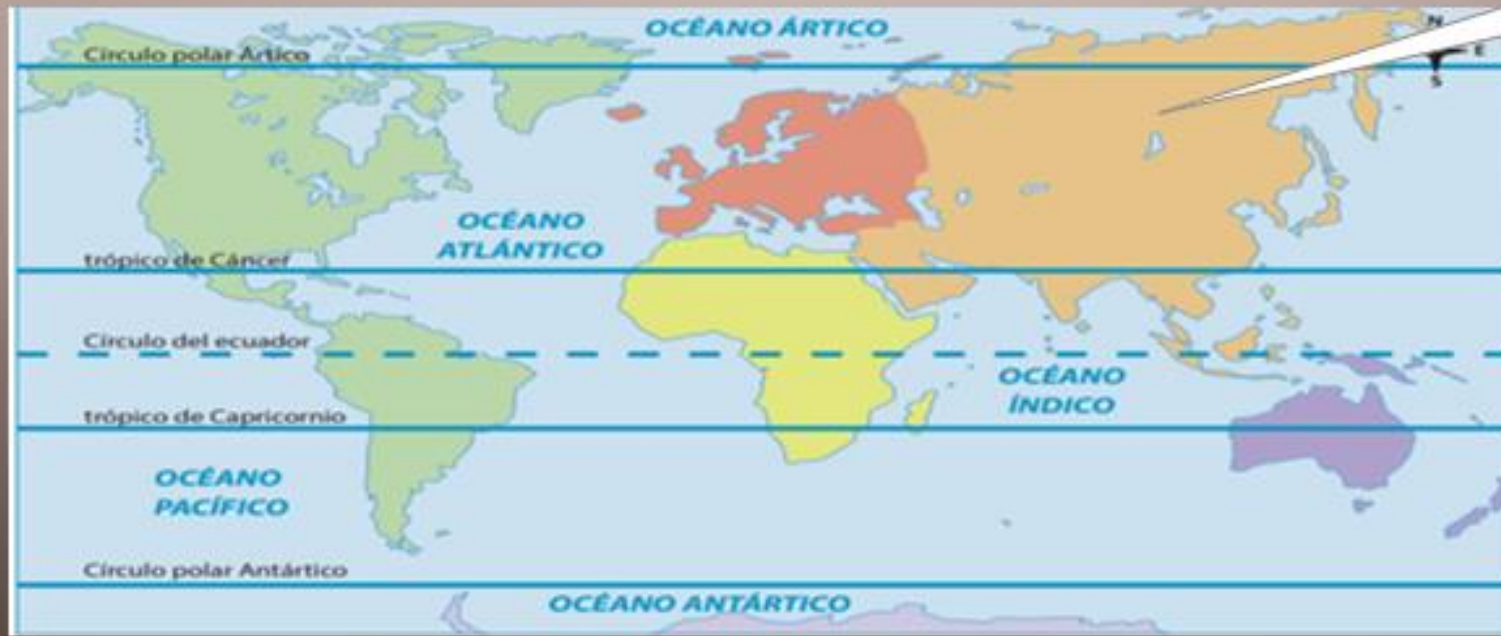 OCÉANO ÁRTICO
N
E
S
Círculo polar Ártico
OCÉANO
ATLÁNTICO
trópico de Cáncer
Círculo del ecuador
OCÉANO
ÍNDICO
trópico de Capricornio
OCÉANO
PACÍFICO
Círculo polar Antártico
OCÉANO ANTÁRTICO